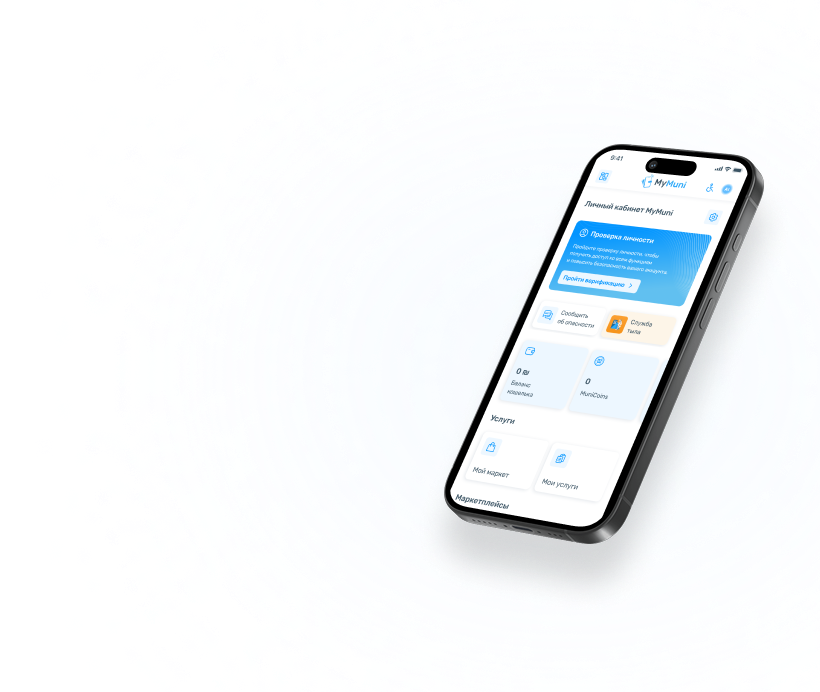 9:41
MyMuni
Личный кабинет MyMuni
Проверка личности
Пройдите проверку личности, чтобы
получить доступ ко всем функциям
и повысить безопасность вашего аккаунта
Пройти верификацию
Сообщить
об опасности
Служба
тыла
0 ₪
Баланс
кошелька
0
MuniCoins
Услуги
Мой маркет
Мои услуги
Маркетплейсы